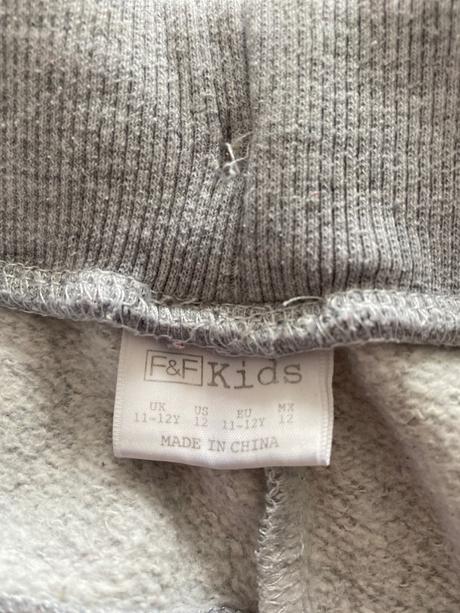 F&F Kids
UK US EU MX
11-12Y 12 11-12Y 12
MADE IN CHINA